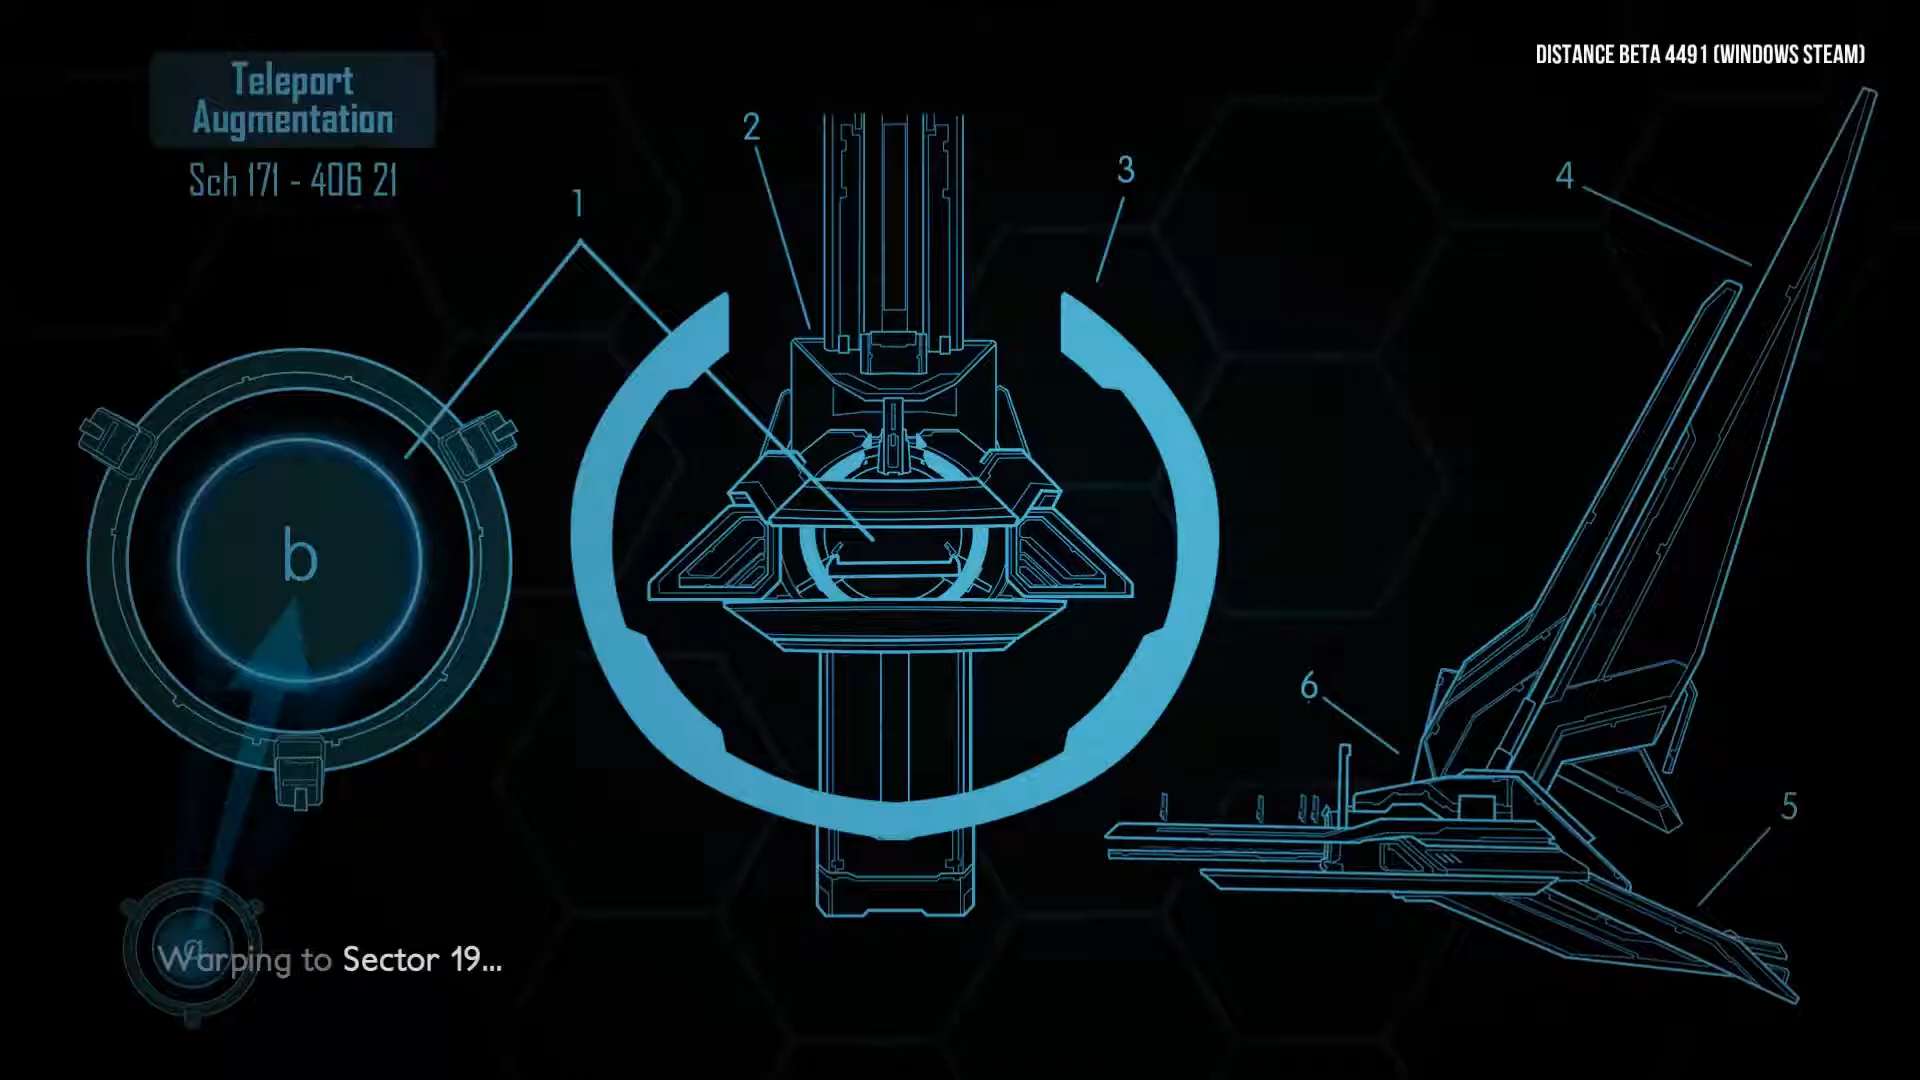 DISTANCE BETA 4491 (WINDOWS STEAM)
Teleport
Augmentation
Sch 171 - 406 21
1
2
3
4
b
6
5
a
Warping to Sector 19...